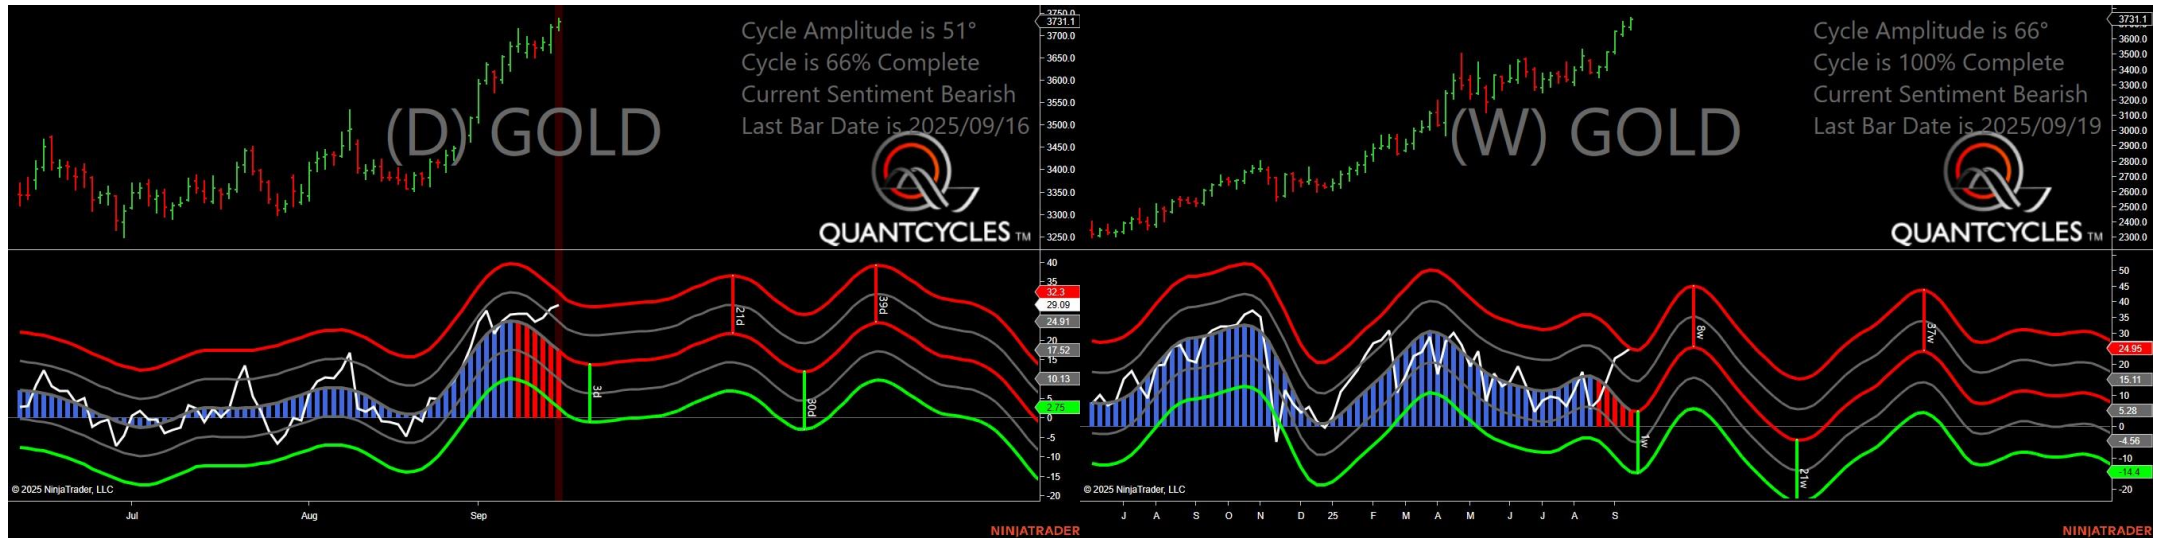 Cycle Amplitude is 51°
Cycle is 66% Complete
Current Sentiment Bearish
Last Bar Date is 2025/09/16
(D) GOLD
QUANTCYCLES TM
3750.0
3731.1
3700.0
3650.0
3600.0
3550.0
3500.0
3450.0
3400.0
3350.0
3300.0
3250.0
40
35
32.3
29.09
24.91
20
17.52
15
10.13
5
2.75
0
-5
-10
-15
-20
3d
21d
30d
39d
© 2025 NinjaTrader, LLC
Jul
Aug
Sep
NINJATRADER
Cycle Amplitude is 66°
Cycle is 100% Complete
Current Sentiment Bearish
Last Bar Date is 2025/09/19
(W) GOLD
QUANTCYCLES TM
3731.1
3600.0
3500.0
3400.0
3300.0
3200.0
3100.0
3000.0
2900.0
2800.0
2700.0
2600.0
2500.0
2400.0
2300.0
50
45
40
35
30
24.95
20
15.11
10
5.28
0
-4.56
-10
-14.4
-20
1w
8w
21w
37w
© 2025 NinjaTrader, LLC
J A S O N D 25 F M A M J J A S
NINJATRADER